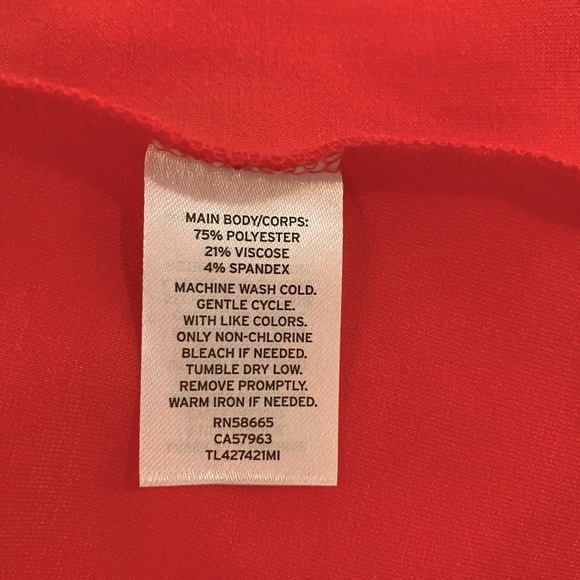 MAIN BODY/CORPS:
75% POLYESTER
21% VISCOSE
4% SPANDEX
MACHINE WASH COLD.
GENTLE CYCLE.
WITH LIKE COLORS.
ONLY NON-CHLORINE
BLEACH IF NEEDED.
TUMBLE DRY LOW.
REMOVE PROMPTLY.
WARM IRON IF NEEDED.
RN58665
CA57963
TL427421MI